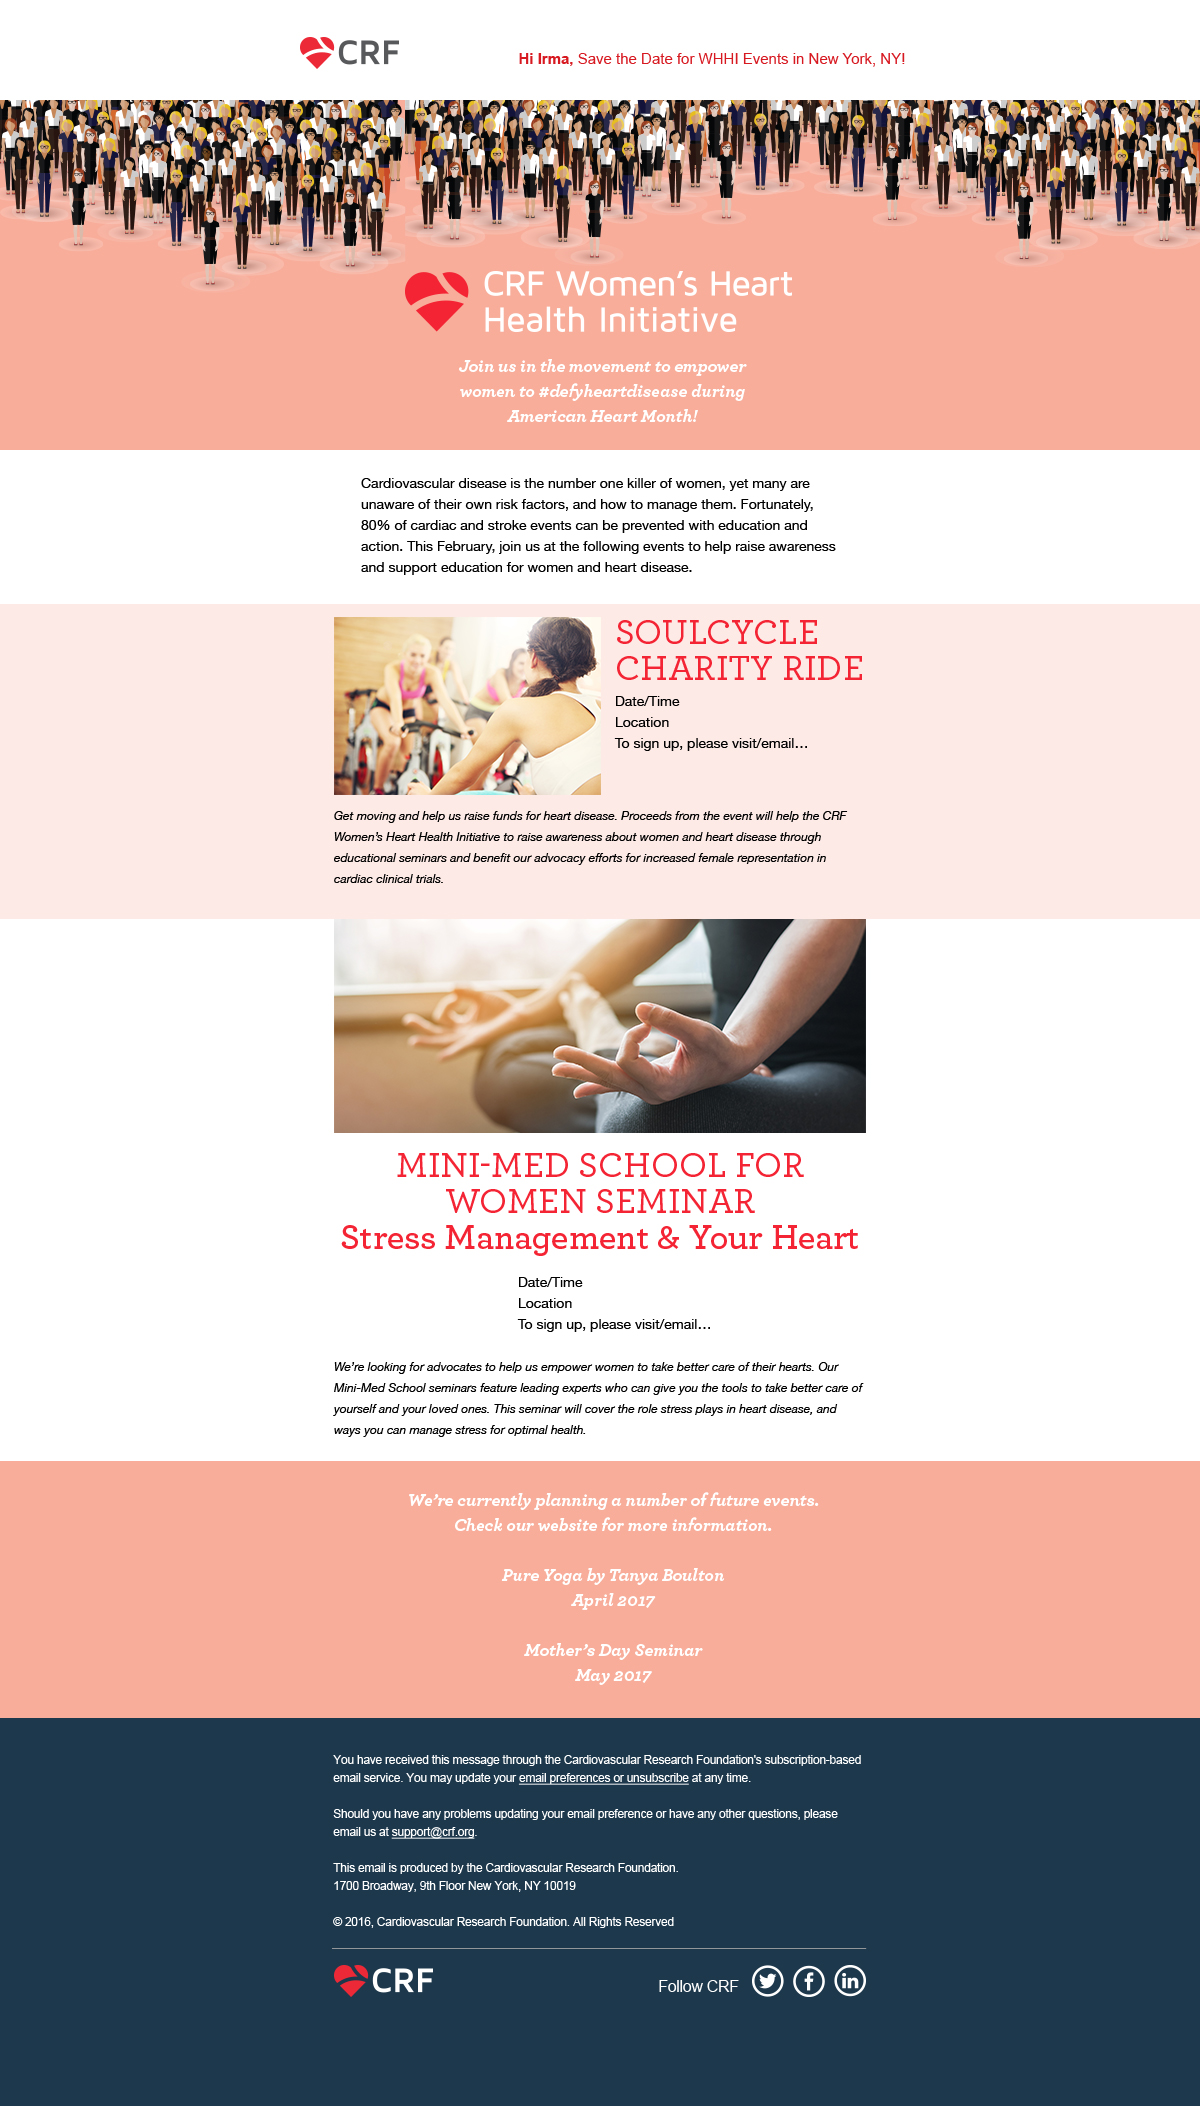 CRF
Hi Irma, Save the Date for WHHI Events in New York, NY!
CRF Women's Heart
Health Initiative
Join us in the movement to empower
women to #defyheartdisease during
American Heart Month!
Cardiovascular disease is the number one killer of women, yet many are
unaware of their own risk factors, and how to manage them. Fortunately,
80% of cardiac and stroke events can be prevented with education and
action. This February, join us at the following events to help raise awareness
and support education for women and heart disease.
SOULCYCLE
CHARITY RIDE
Date/Time
Location
To sign up, please visit/email…
Get moving and help us raise funds for heart disease. Proceeds from the event will help the CRF
Women's Heart Health Initiative to raise awareness about women and heart disease through
educational seminars and benefit our advocacy efforts for increased female representation in
cardiac clinical trials.
MINI-MED SCHOOL FOR
WOMEN SEMINAR
Stress Management & Your Heart
Date/Time
Location
To sign up, please visit/email…
We're looking for advocates to help us empower women to take better care of their hearts. Our
Mini-Med School seminars feature leading experts who can give you the tools to take better care of
yourself and your loved ones. This seminar will cover the role stress plays in heart disease, and
ways you can manage stress for optimal health.
We're currently planning a number of future events.
Check our website for more information.
Pure Yoga by Tanya Boulton
April 2017
Mother's Day Seminar
May 2017
You have received this message through the Cardiovascular Research Foundation's subscription-based
email service. You may update your email preferences or unsubscribe at any time.
Should you have any problems updating your email preference or have any other questions, please
email us at support@crf.org.
This email is produced by the Cardiovascular Research Foundation.
1700 Broadway, 9th Floor New York, NY 10019
© 2016, Cardiovascular Research Foundation. All Rights Reserved
CRF
Follow CRF